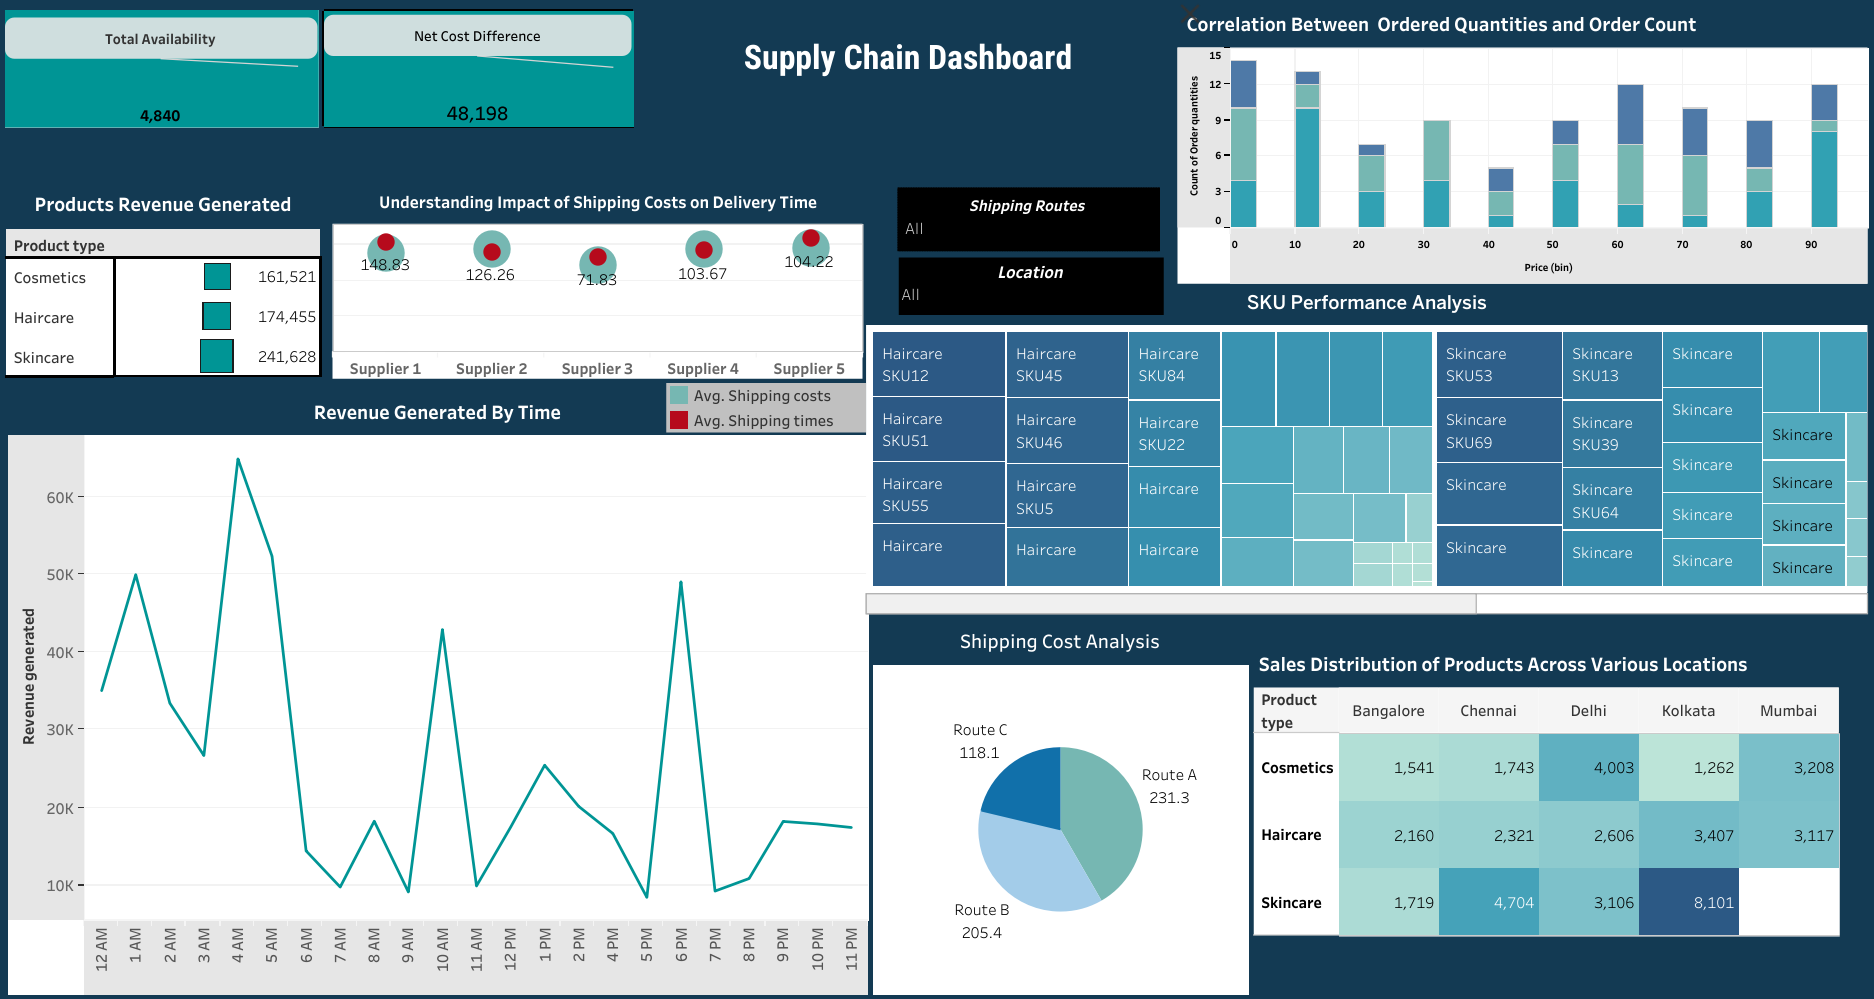 Total Availability
4,840
Net Cost Difference
48,198
Supply Chain Dashboard
Correlation Between Ordered Quantities and Order Count
Count of Order quantities
15
12
9
6
3
0
0 10 20 30 40 50 60 70 80 90
Price (bin)
Products Revenue Generated
Product type
Cosmetics 161,521
Haircare 174,455
Skincare 241,628
Understanding Impact of Shipping Costs on Delivery Time
148.83 126.26 71.83 103.67 104.22
Supplier 1 Supplier 2 Supplier 3 Supplier 4 Supplier 5
Avg. Shipping costs
Avg. Shipping times
Shipping Routes
All
Location
All
SKU Performance Analysis
Haircare
SKU12
Haircare
SKU51
Haircare
SKU55
Haircare
Haircare
SKU45
Haircare
SKU46
Haircare
SKU5
Haircare
Haircare
SKU84
Haircare
SKU22
Haircare
Haircare
Skincare
SKU53
Skincare
SKU69
Skincare
Skincare
Skincare
SKU13
Skincare
SKU39
Skincare
SKU64
Skincare
Skincare
Skincare
Skincare
Skincare
Skincare
Skincare
Skincare
Skincare
Skincare
Revenue Generated By Time
Revenue generated
60K
50K
40K
30K
20K
10K
12 AM 1 AM 2 AM 3 AM 4 AM 5 AM 6 AM 7 AM 8 AM 9 AM 10 AM 11 AM 12 PM 1 PM 2 PM 4 PM 5 PM 6 PM 7 PM 8 PM 9 PM 10 PM 11 PM
Shipping Cost Analysis
Route C
118.1
Route A
231.3
Route B
205.4
Sales Distribution of Products Across Various Locations
Product
type Bangalore Chennai Delhi Kolkata Mumbai
Cosmetics 1,541 1,743 4,003 1,262 3,208
Haircare 2,160 2,321 2,606 3,407 3,117
Skincare 1,719 4,704 3,106 8,101